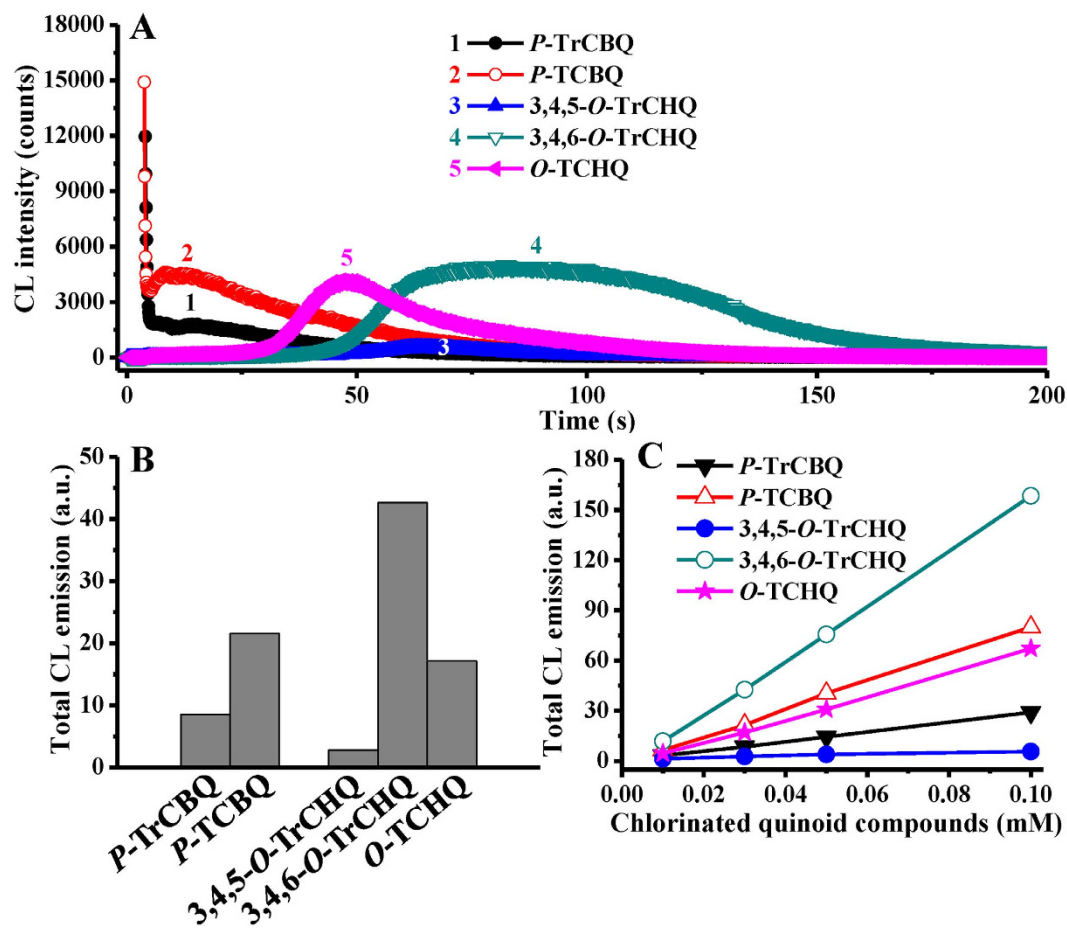 A
18000
15000
12000
9000
6000
3000
0
CL intensity (counts)
1 P-TrCBQ
2 P-TCBQ
3 3,4,5-O-TrCHQ
4 3,4,6-O-TrCHQ
5 O-TCHQ
2
1
5
4
3
0 50 100 150 200
Time (s)
B
50
40
30
20
10
0
Total CL emission (a.u.)
P-TrCBQ
P-TCBQ
3,4,5-O-TrCHQ
3,4,6-O-TrCHQ
O-TCHQ
C
180
150
120
90
60
30
0
Total CL emission (a.u.)
P-TrCBQ
P-TCBQ
3,4,5-O-TrCHQ
3,4,6-O-TrCHQ
O-TCHQ
0.00 0.02 0.04 0.06 0.08 0.10
Chlorinated quinoid compounds (mM)